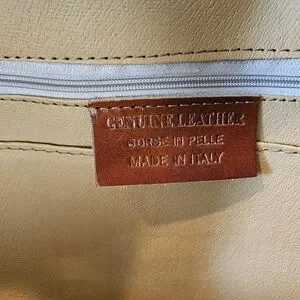 GENUINE LEATHER
BORSE IN PELLE
MADE IN ITALY